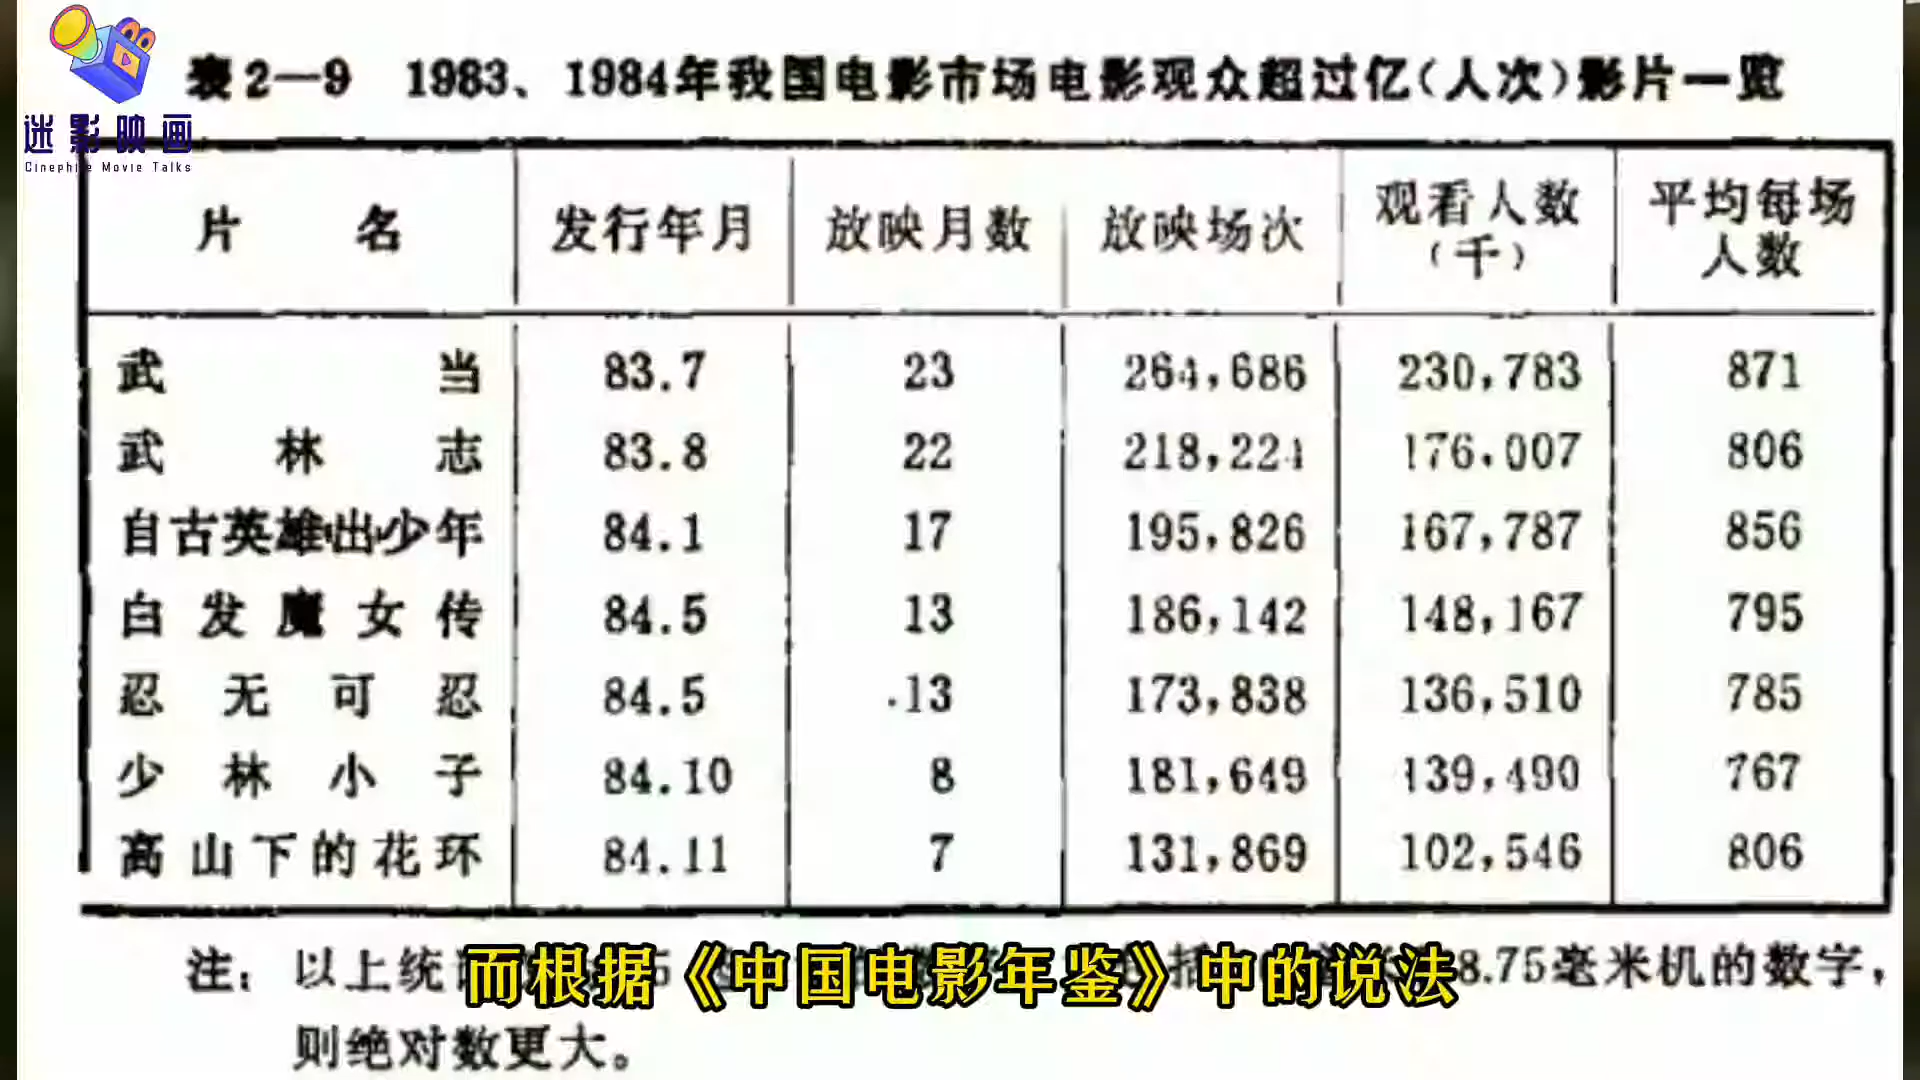 迷影映画
Cinephile Movie Talks
表2—9 1983、1984年我国电影市场电影观众超过亿(人次)影片一览
片名 发行年月 放映月数 放映场次 观看人数(千) 平均每场人数
武当 83.7 23 264,686 230,783 871
武林志 83.8 22 218,224 176,007 806
自古英雄出少年 84.1 17 195,826 167,787 856
白发魔女传 84.5 13 186,142 148,167 795
忍无可忍 84.5 13 173,838 136,510 785
少林小子 84.10 8 181,649 139,490 767
高山下的花环 84.11 7 131,869 102,546 806
注：以上统 8.75毫米机的数字，
而根据《中国电影年鉴》中的说法
则绝对数更大。